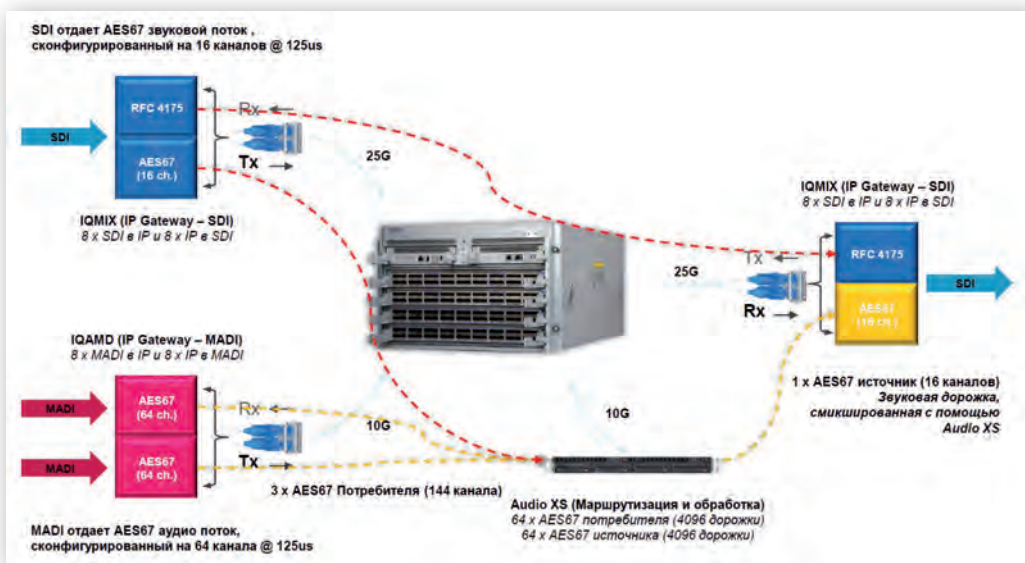 SDI отдает AES67 звуковой поток ,
сконфигурированный на 16 каналов @ 125us
RFC 4175
SDI
AES67
(16 ch.)
Rx
Tx
25G
IQMIX (IP Gateway – SDI)
8 x SDI в IP и 8 x IP в SDI
IQMIX (IP Gateway – SDI)
8 x SDI в IP и 8 x IP в SDI
25G
Tx
Rx
RFC 4175
SDI
AES67
(16 ch.)
IQAMD (IP Gateway – MADI)
8 x MADI в IP и 8 x IP в MADI
MADI
AES67
(64 ch.)
MADI
AES67
(64 ch.)
Rx
Tx
10G
10G
1 x AES67 источник (16 каналов)
Звуковая дорожка,
смикшированная с помощью
Audio XS
3 x AES67 Потребителя (144 канала)
Audio XS (Маршрутизация и обработка)
64 x AES67 потребителя (4096 дорожки)
64 x AES67 источника (4096 дорожки)
MADI отдает AES67 аудио поток,
сконфигурированный на 64 канала @ 125us